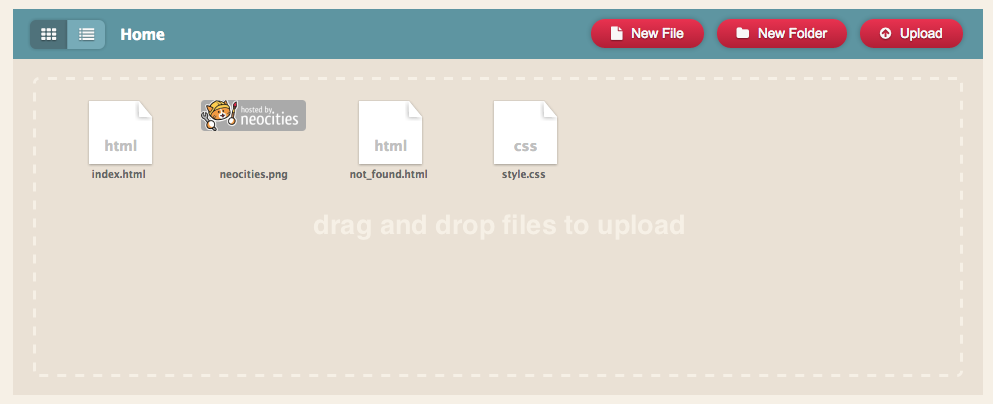 Home
New File
New Folder
Upload
html
hosted by
neocities
html
css
index.html
neocities.png
not_found.html
style.css
drag and drop files to upload